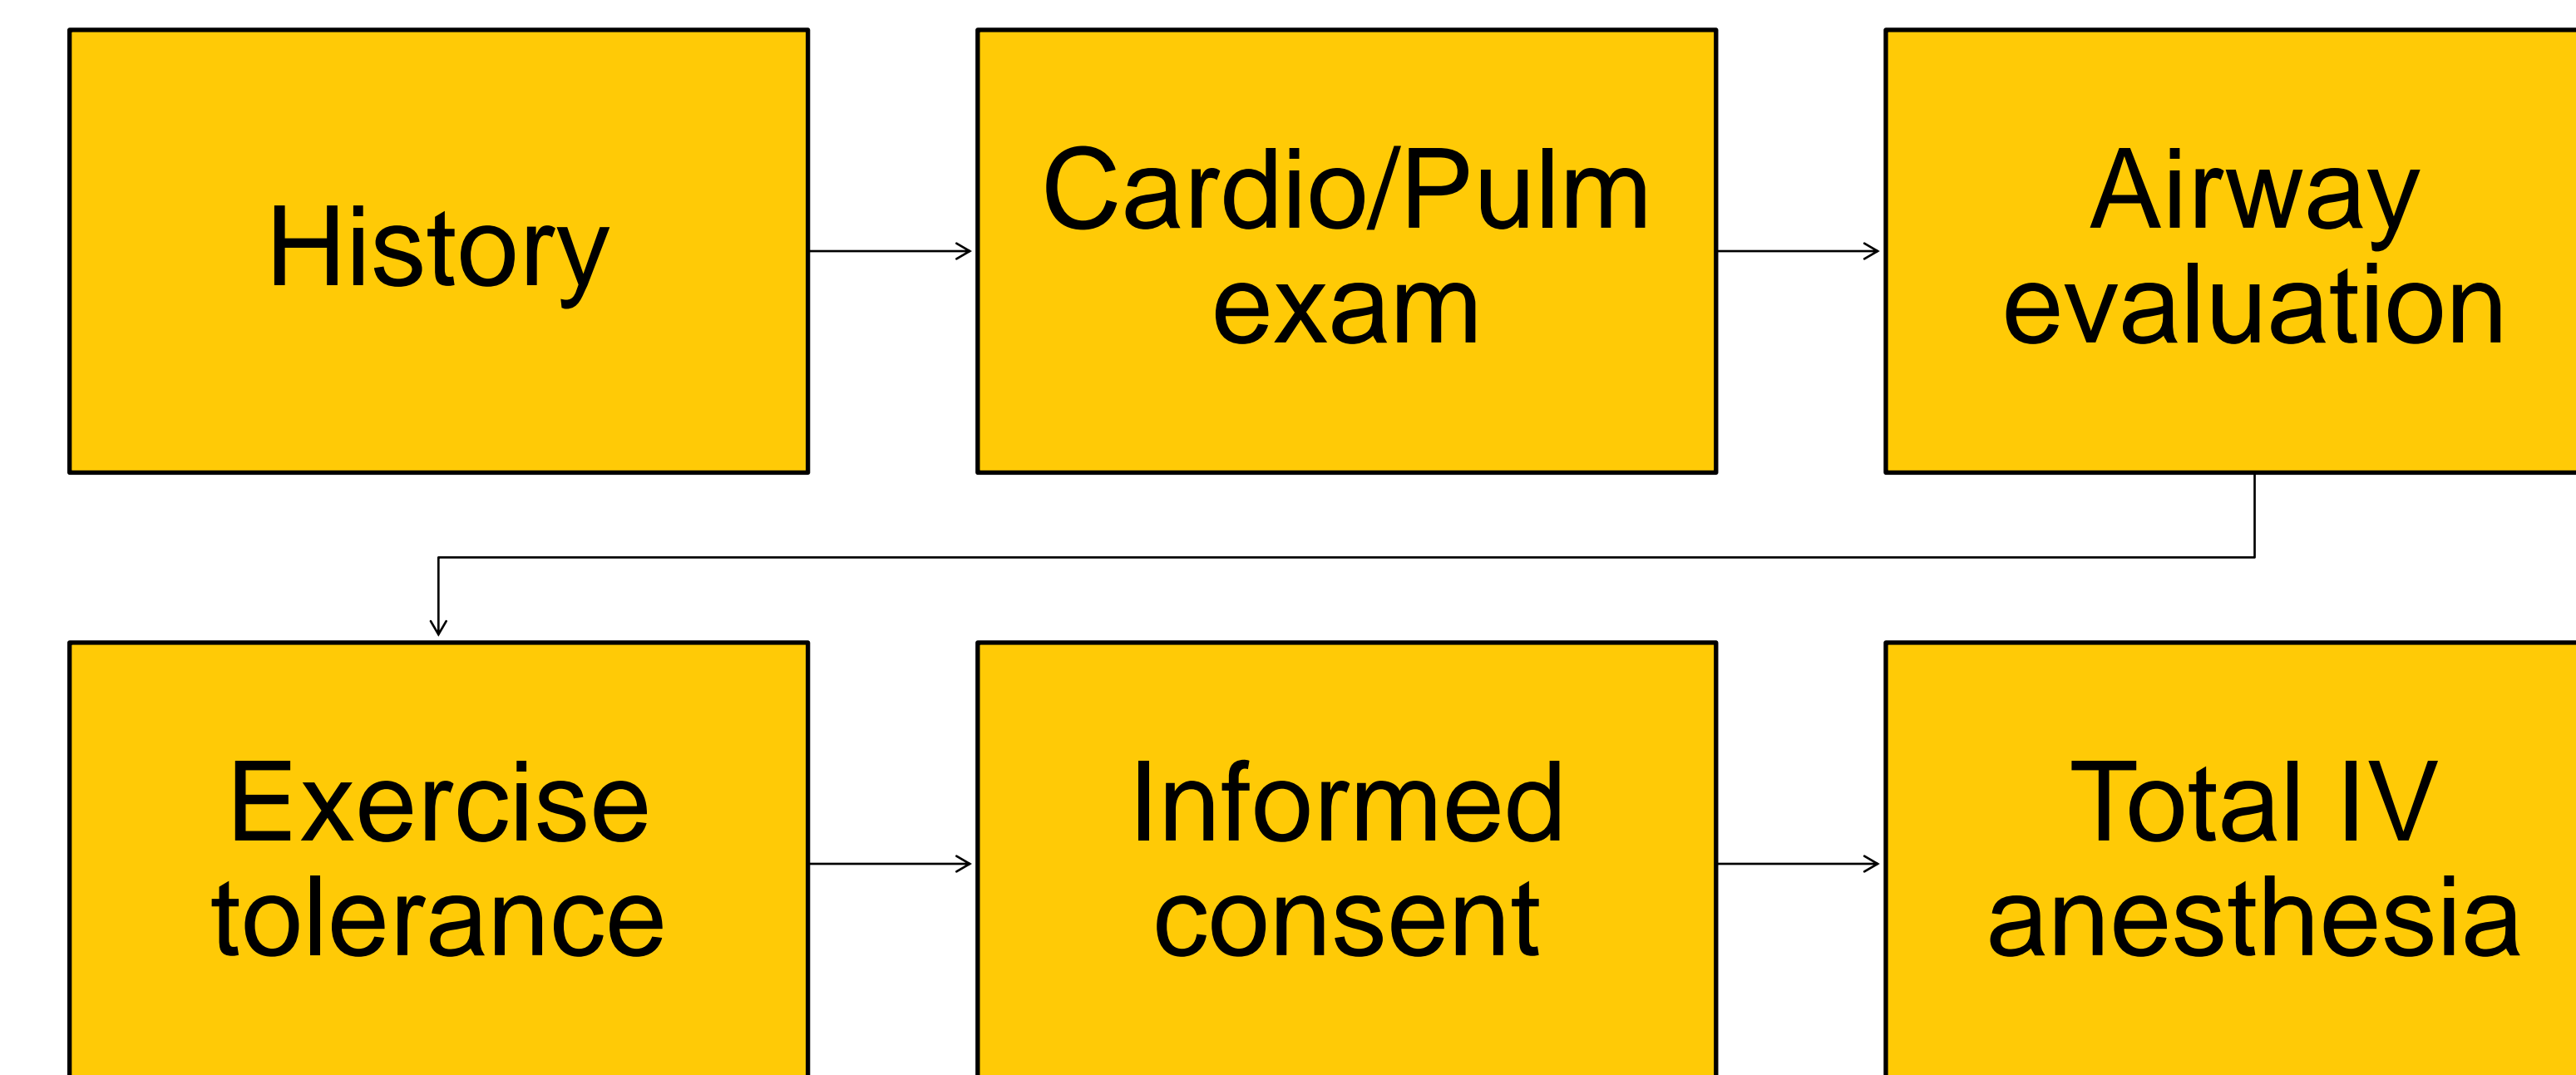 History
Cardio/Pulm
exam
Airway
evaluation
Exercise
tolerance
Informed
consent
Total IV
anesthesia